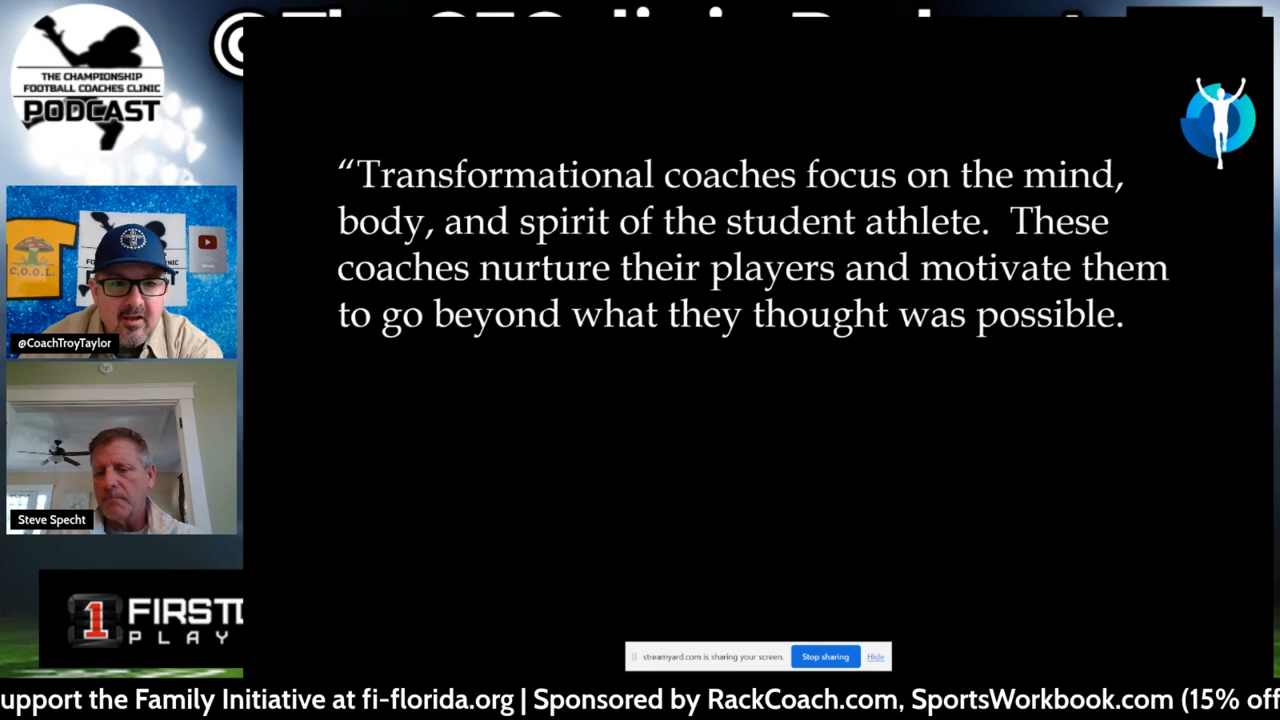 THE CHAMPIONSHIP
FOOTBALL COACHES CLINIC
PODCAST
“Transformational coaches focus on the mind,
body, and spirit of the student athlete. These
coaches nurture their players and motivate them
to go beyond what they thought was possible.
C.O.O.L.
@CoachTroyTaylor
Steve Specht
1 FIRST
PLAY
streamyard.com is sharing your screen. Stop sharing Hide
upport the Family Initiative at fi-florida.org | Sponsored by RackCoach.com, SportsWorkbook.com (15% off